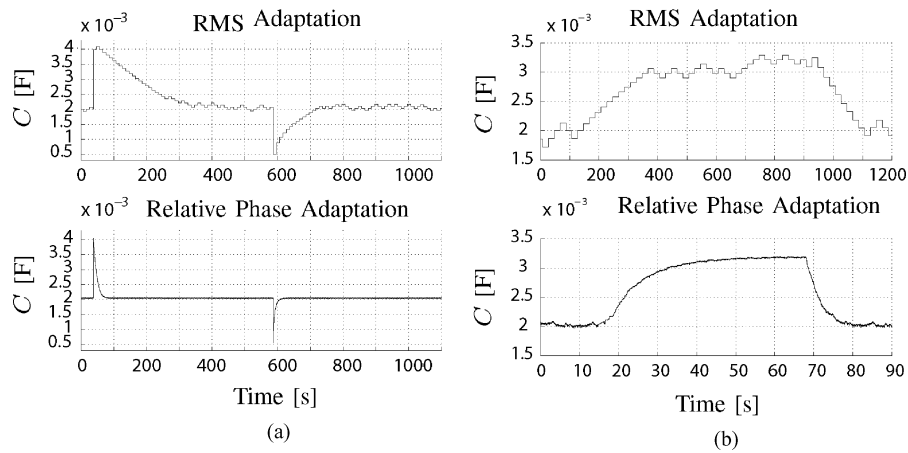 RMS Adaptation
x 10⁻³
C [F]
4
3.5
3
2.5
2
1.5
1
0.5
0 200 400 600 800 1000
x 10⁻³
Relative Phase Adaptation
C [F]
4
3.5
3
2.5
2
1.5
1
0.5
0 200 400 600 800 1000
Time [s]
(a)
RMS Adaptation
x 10⁻³
C [F]
3.5
3
2.5
2
1.5
0 200 400 600 800 1000 1200
x 10⁻³
Relative Phase Adaptation
C [F]
3.5
3
2.5
2
1.5
0 10 20 30 40 50 60 70 80 90
Time [s]
(b)